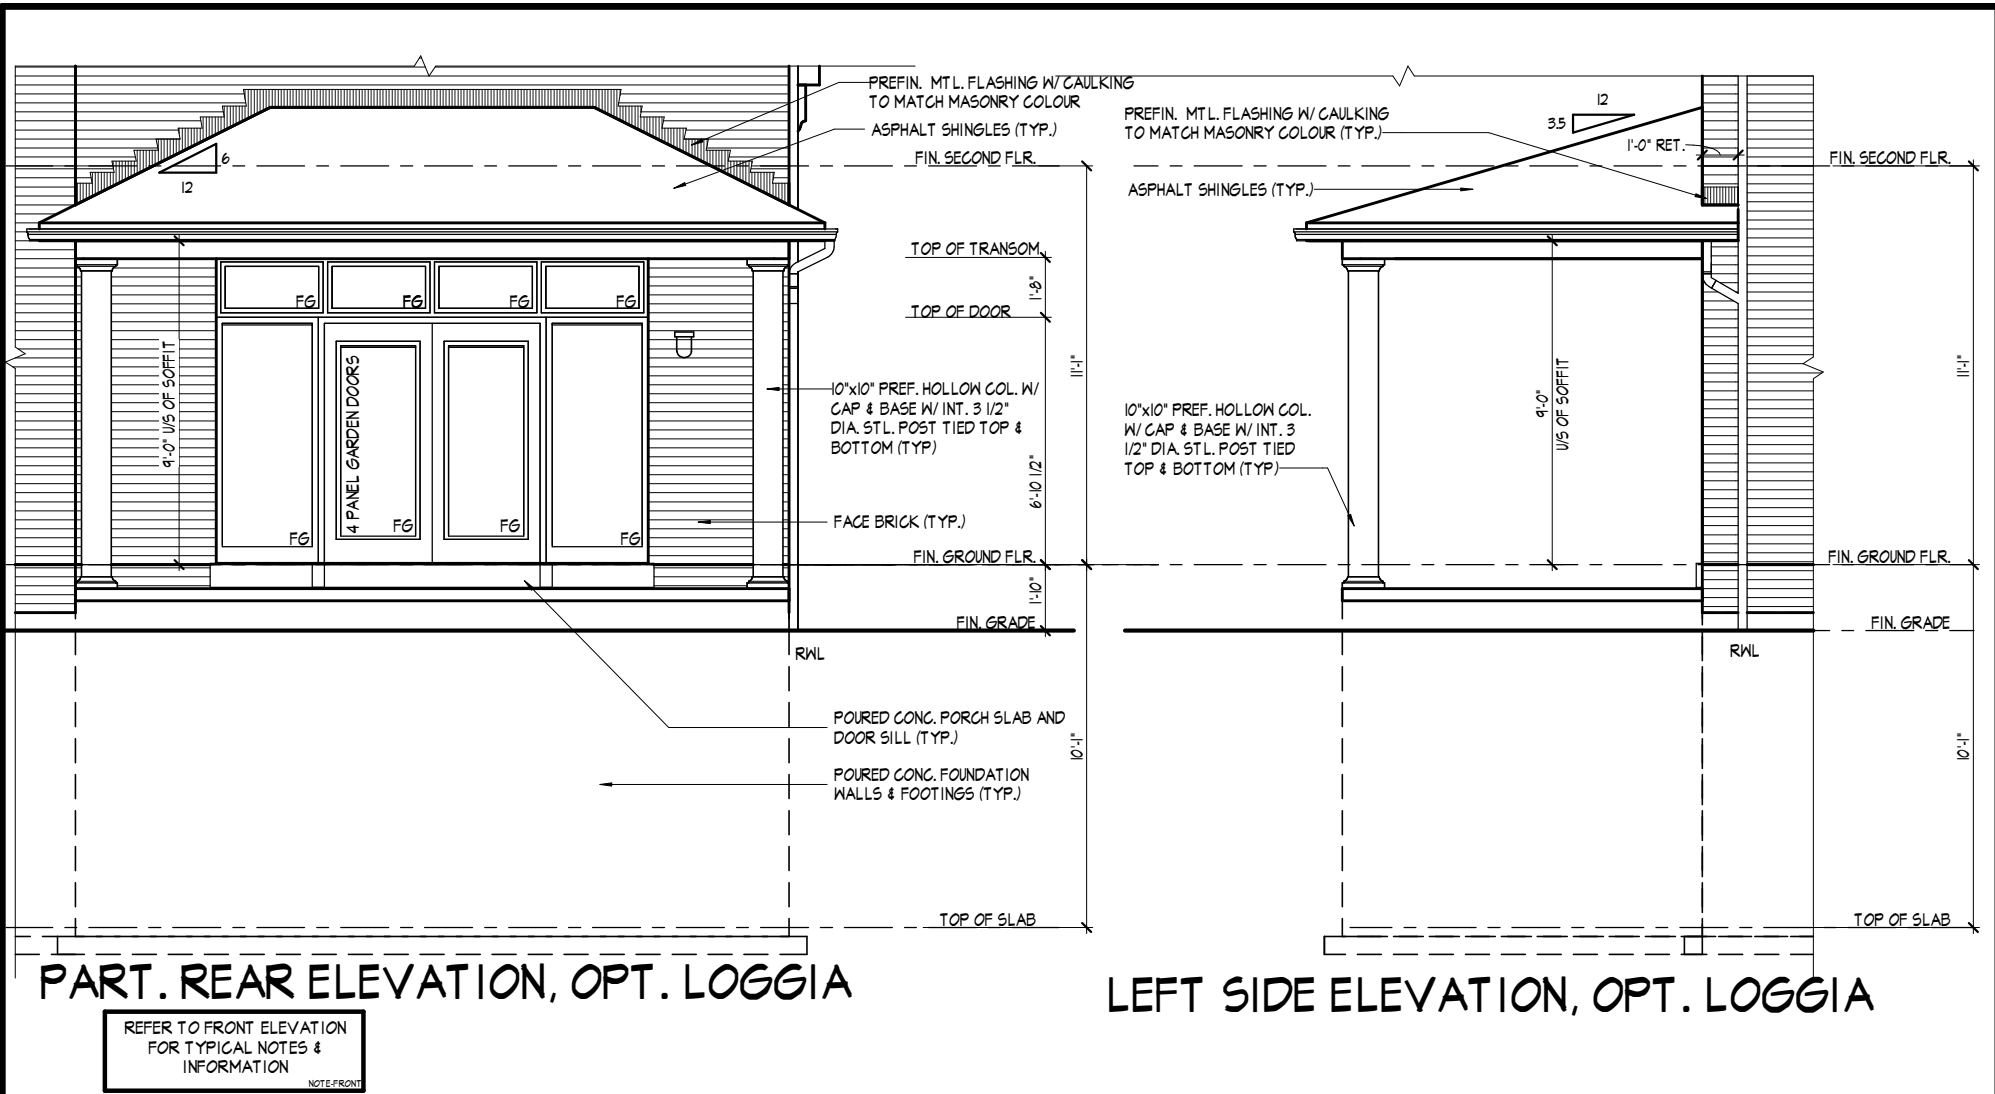 PREFIN. MTL. FLASHING W/ CAULKING
TO MATCH MASONRY COLOUR
ASPHALT SHINGLES (TYP.)
FIN. SECOND FLR.
6
12
TOP OF TRANSOM
1'-8"
TOP OF DOOR
FG
FG
FG
FG
9'-0" U/S OF SOFFIT
4 PANEL GARDEN DOORS
FG
FG
FG
FG
11'-1"
10"x10" PREF. HOLLOW COL. W/
CAP & BASE W/ INT. 3 1/2"
DIA. STL. POST TIED TOP &
BOTTOM (TYP)
6'-10 1/2"
FACE BRICK (TYP.)
FIN. GROUND FLR.
1'-10"
FIN. GRADE
RWL
POURED CONC. PORCH SLAB AND
DOOR SILL (TYP.)
10'-1"
POURED CONC. FOUNDATION
WALLS & FOOTINGS (TYP.)
TOP OF SLAB
PART. REAR ELEVATION, OPT. LOGGIA
REFER TO FRONT ELEVATION
FOR TYPICAL NOTES &
INFORMATION
NOTE-FRONT
12
3.5
PREFIN. MTL. FLASHING W/ CAULKING
TO MATCH MASONRY COLOUR (TYP.)
1'-0" RET.
FIN. SECOND FLR.
ASPHALT SHINGLES (TYP.)
11'-1"
9'-0"
U/S OF SOFFIT
10"x10" PREF. HOLLOW COL.
W/ CAP & BASE W/ INT. 3
1/2" DIA. STL. POST TIED
TOP & BOTTOM (TYP)
FIN. GROUND FLR.
FIN. GRADE
RWL
10'-1"
TOP OF SLAB
LEFT SIDE ELEVATION, OPT. LOGGIA